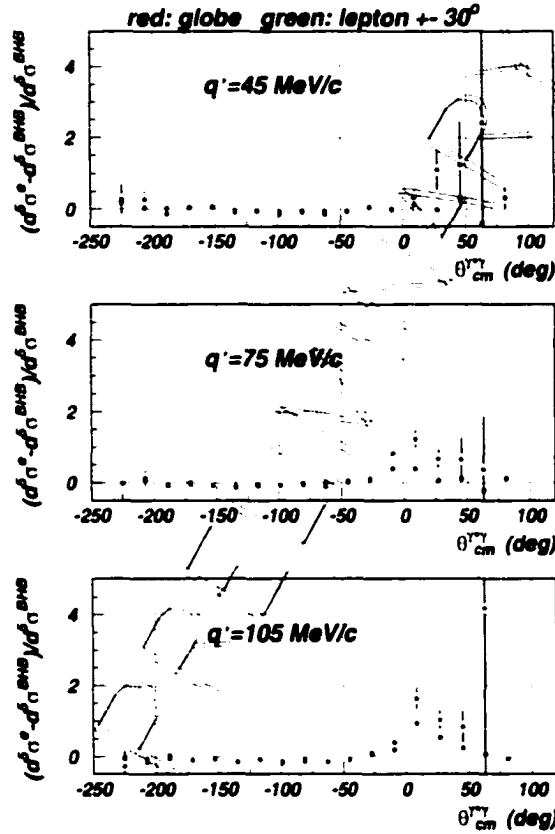 red: globe green: lepton +- 30°
(d⁵σᵉ-d⁵σᴮᴴᴮ)/d⁵σᴮᴴᴮ
4
2
0
q'=45 MeV/c
-250 -200 -150 -100 -50 0 50 100
θ^γ*γ_cm (deg)
(d⁵σᵉ-d⁵σᴮᴴᴮ)/d⁵σᴮᴴᴮ
4
2
0
q'=75 MeV/c
-250 -200 -150 -100 -50 0 50 100
θ^γ*γ_cm (deg)
(d⁵σᵉ-d⁵σᴮᴴᴮ)/d⁵σᴮᴴᴮ
4
2
0
q'=105 MeV/c
-250 -200 -150 -100 -50 0 50 100
θ^γ*γ_cm (deg)